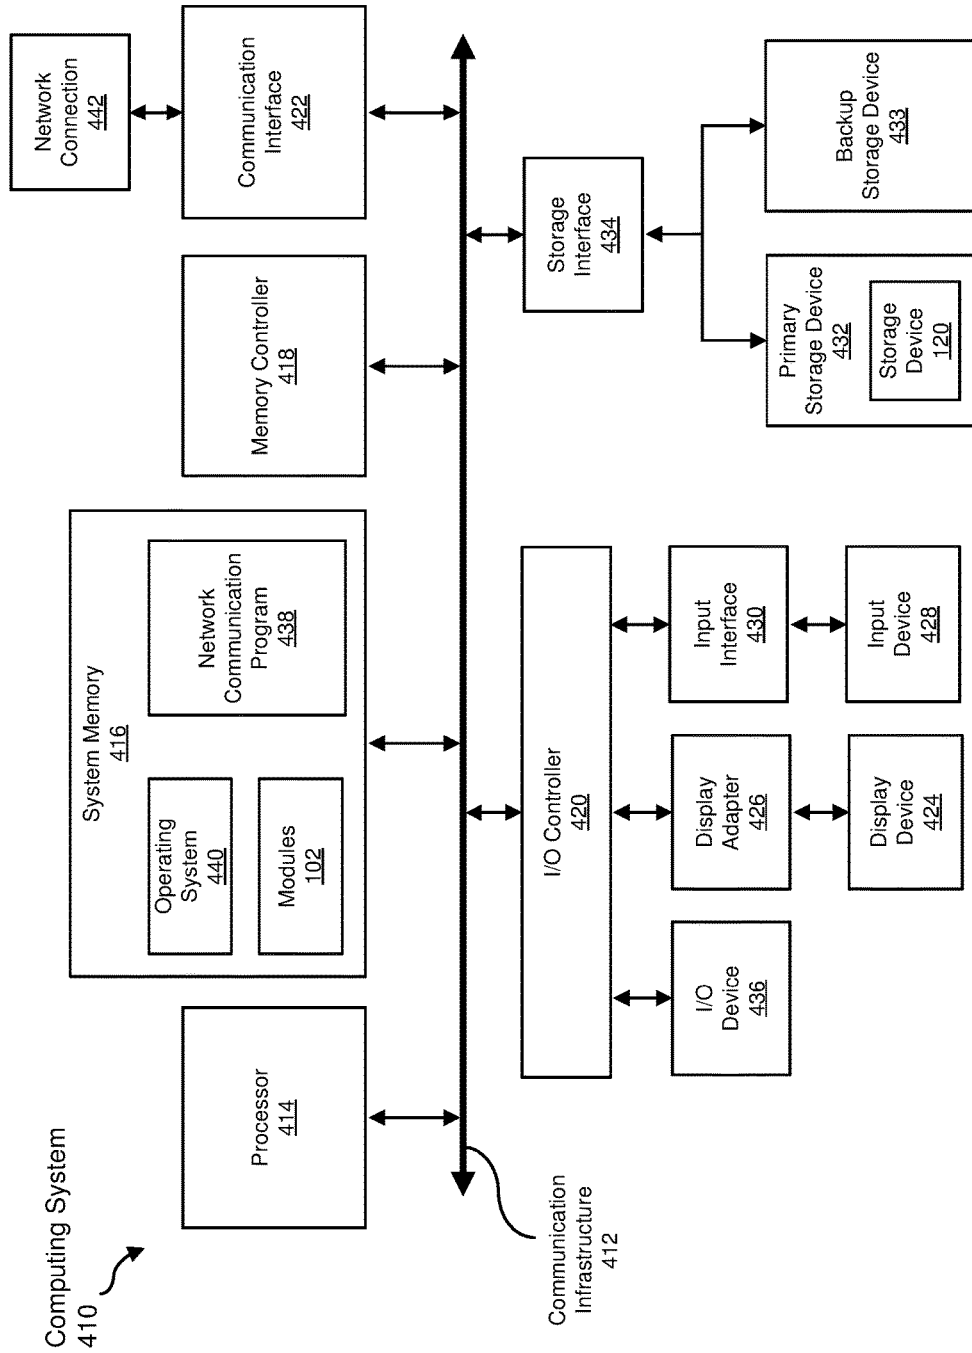 Computing System
410
Processor
414
System Memory
416
Operating
System
440
Modules
102
Network
Communication
Program
438
Memory Controller
418
Communication
Interface
422
Network
Connection
442
Communication
Infrastructure
412
I/O Controller
420
Storage
Interface
434
I/O
Device
436
Display
Adapter
426
Input
Interface
430
Display
Device
424
Input
Device
428
Primary
Storage Device
432
Storage
Device
120
Backup
Storage Device
433